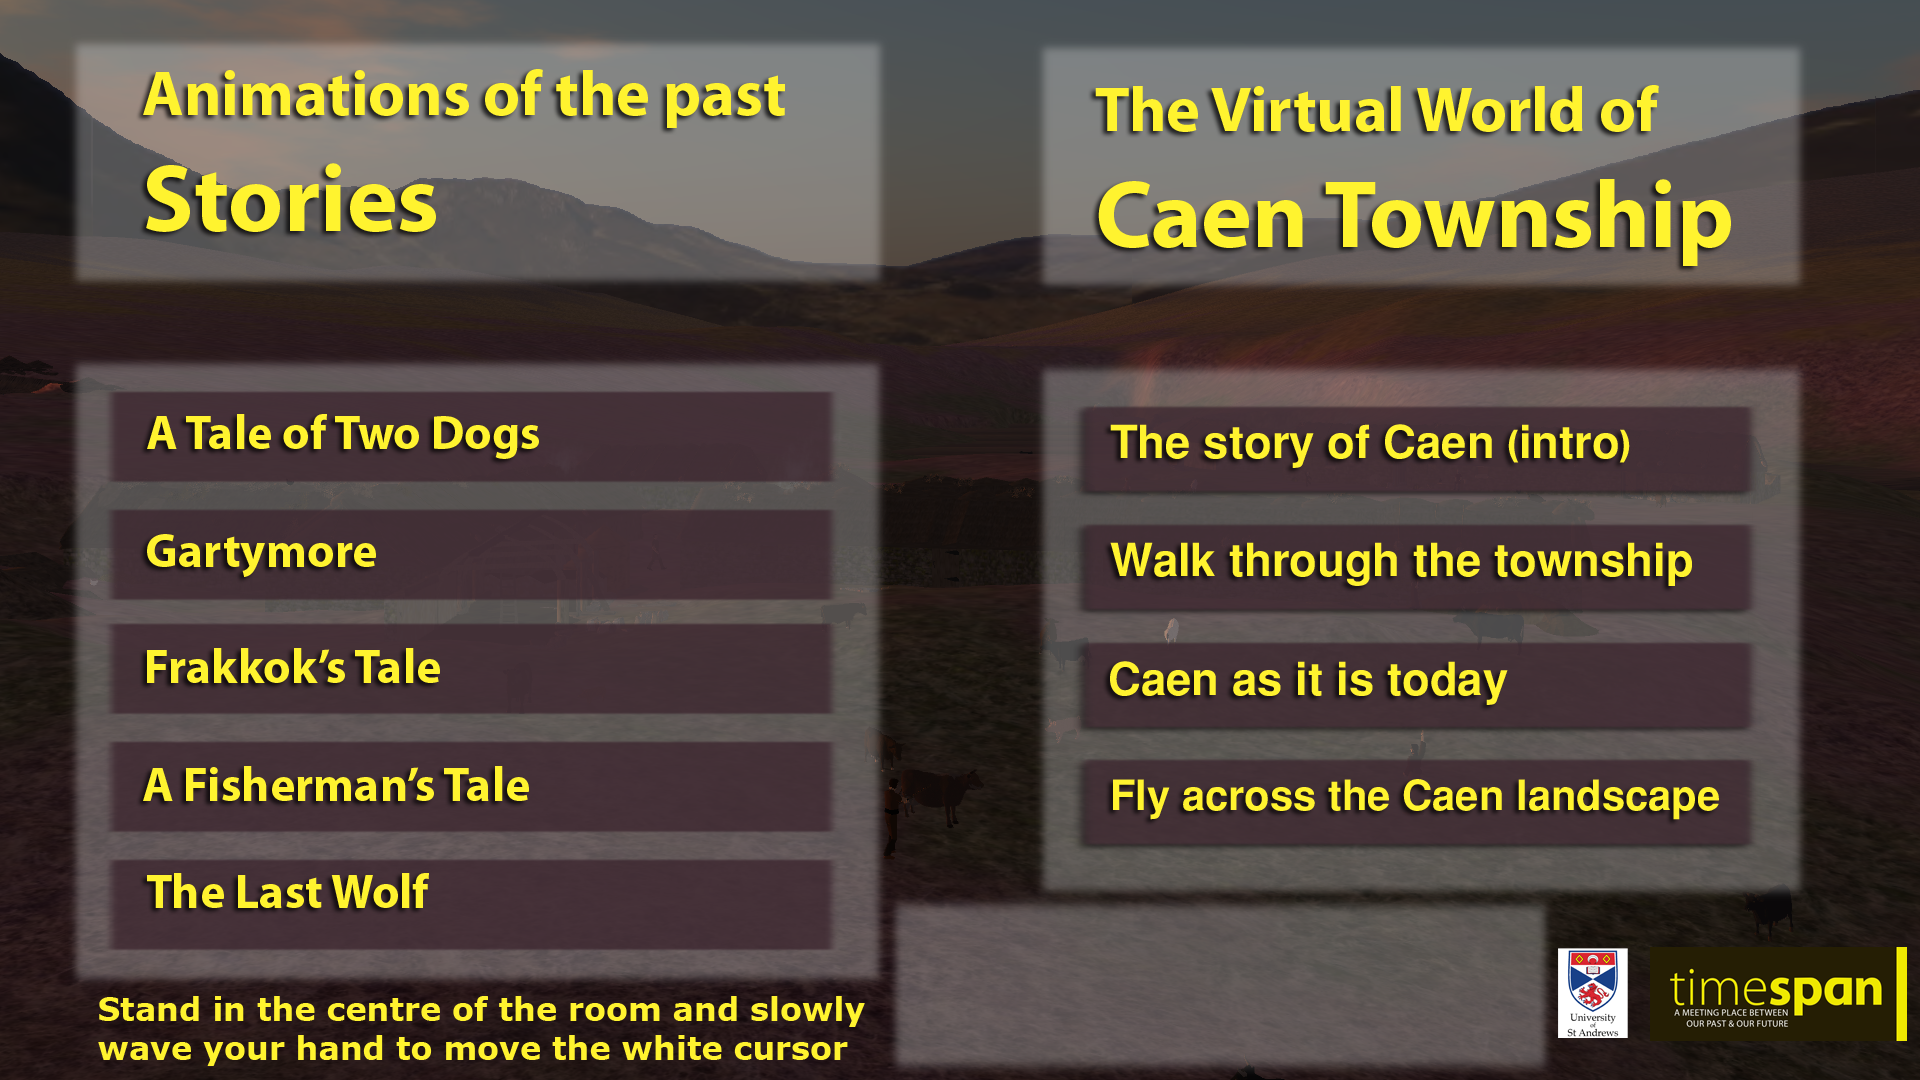 Animations of the past
Stories
A Tale of Two Dogs
Gartymore
Frakkok’s Tale
A Fisherman’s Tale
The Last Wolf
Stand in the centre of the room and slowly
wave your hand to move the white cursor
The Virtual World of
Caen Township
The story of Caen (intro)
Walk through the township
Caen as it is today
Fly across the Caen landscape
University
of
St Andrews
timespan
A MEETING PLACE BETWEEN
OUR PAST & OUR FUTURE